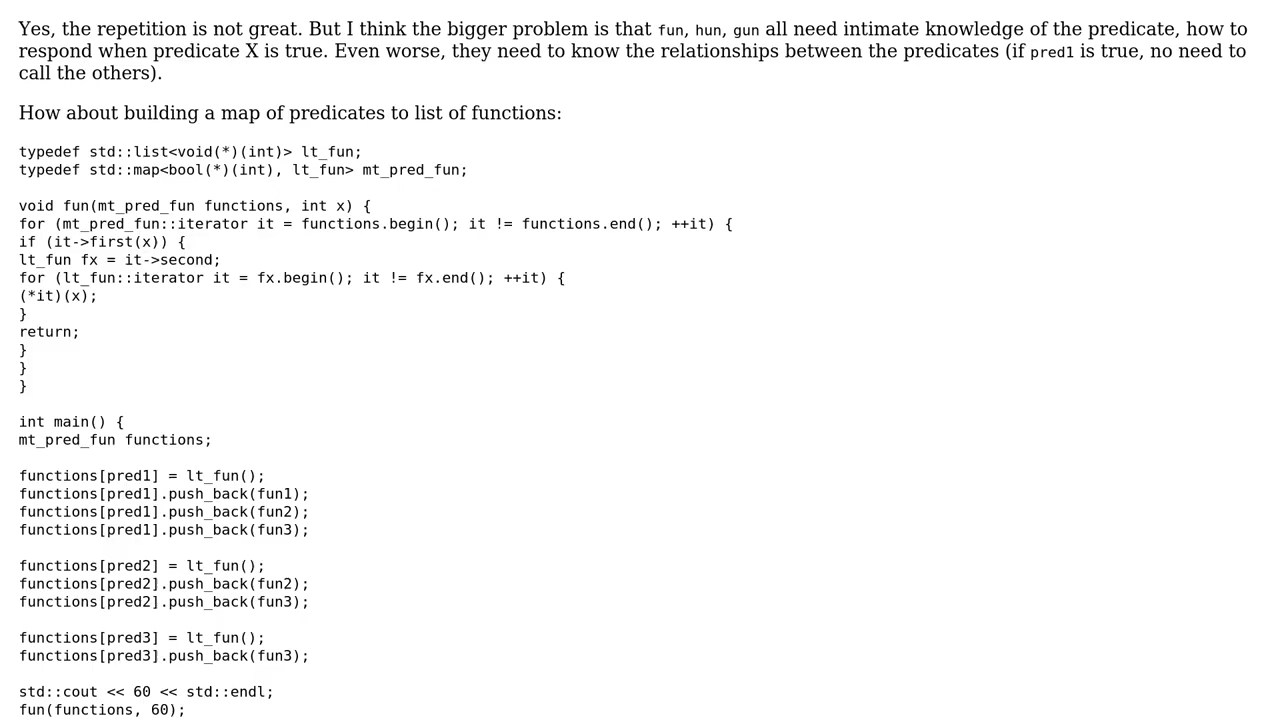 Yes, the repetition is not great. But I think the bigger problem is that fun, hun, gun all need intimate knowledge of the predicate, how to
respond when predicate X is true. Even worse, they need to know the relationships between the predicates (if pred1 is true, no need to
call the others).
How about building a map of predicates to list of functions:
typedef std::list<void(*)(int)> lt_fun;
typedef std::map<bool(*)(int), lt_fun> mt_pred_fun;
void fun(mt_pred_fun functions, int x) {
for (mt_pred_fun::iterator it = functions.begin(); it != functions.end(); ++it) {
if (it->first(x)) {
lt_fun fx = it->second;
for (lt_fun::iterator it = fx.begin(); it != fx.end(); ++it) {
(*it)(x);
}
return;
}
}
}
int main() {
mt_pred_fun functions;
functions[pred1] = lt_fun();
functions[pred1].push_back(fun1);
functions[pred1].push_back(fun2);
functions[pred1].push_back(fun3);
functions[pred2] = lt_fun();
functions[pred2].push_back(fun2);
functions[pred2].push_back(fun3);
functions[pred3] = lt_fun();
functions[pred3].push_back(fun3);
std::cout << 60 << std::endl;
fun(functions, 60);